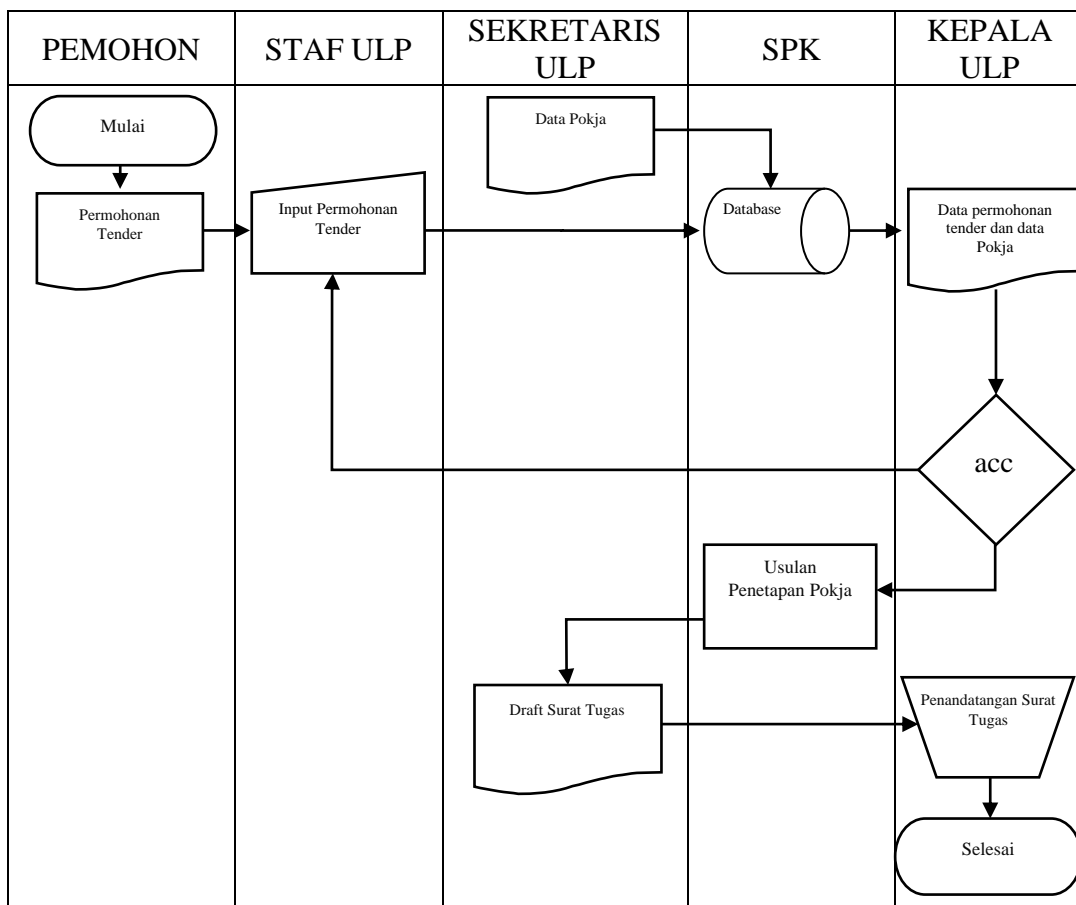 PEMOHON
STAF ULP
SEKRETARIS
ULP
SPK
KEPALA
ULP
Mulai
Data Pokja
Permohonan
Tender
Input Permohonan
Tender
Database
Data permohonan
tender dan data
Pokja
acc
Usulan
Penetapan Pokja
Draft Surat Tugas
Penandatangan Surat
Tugas
Selesai